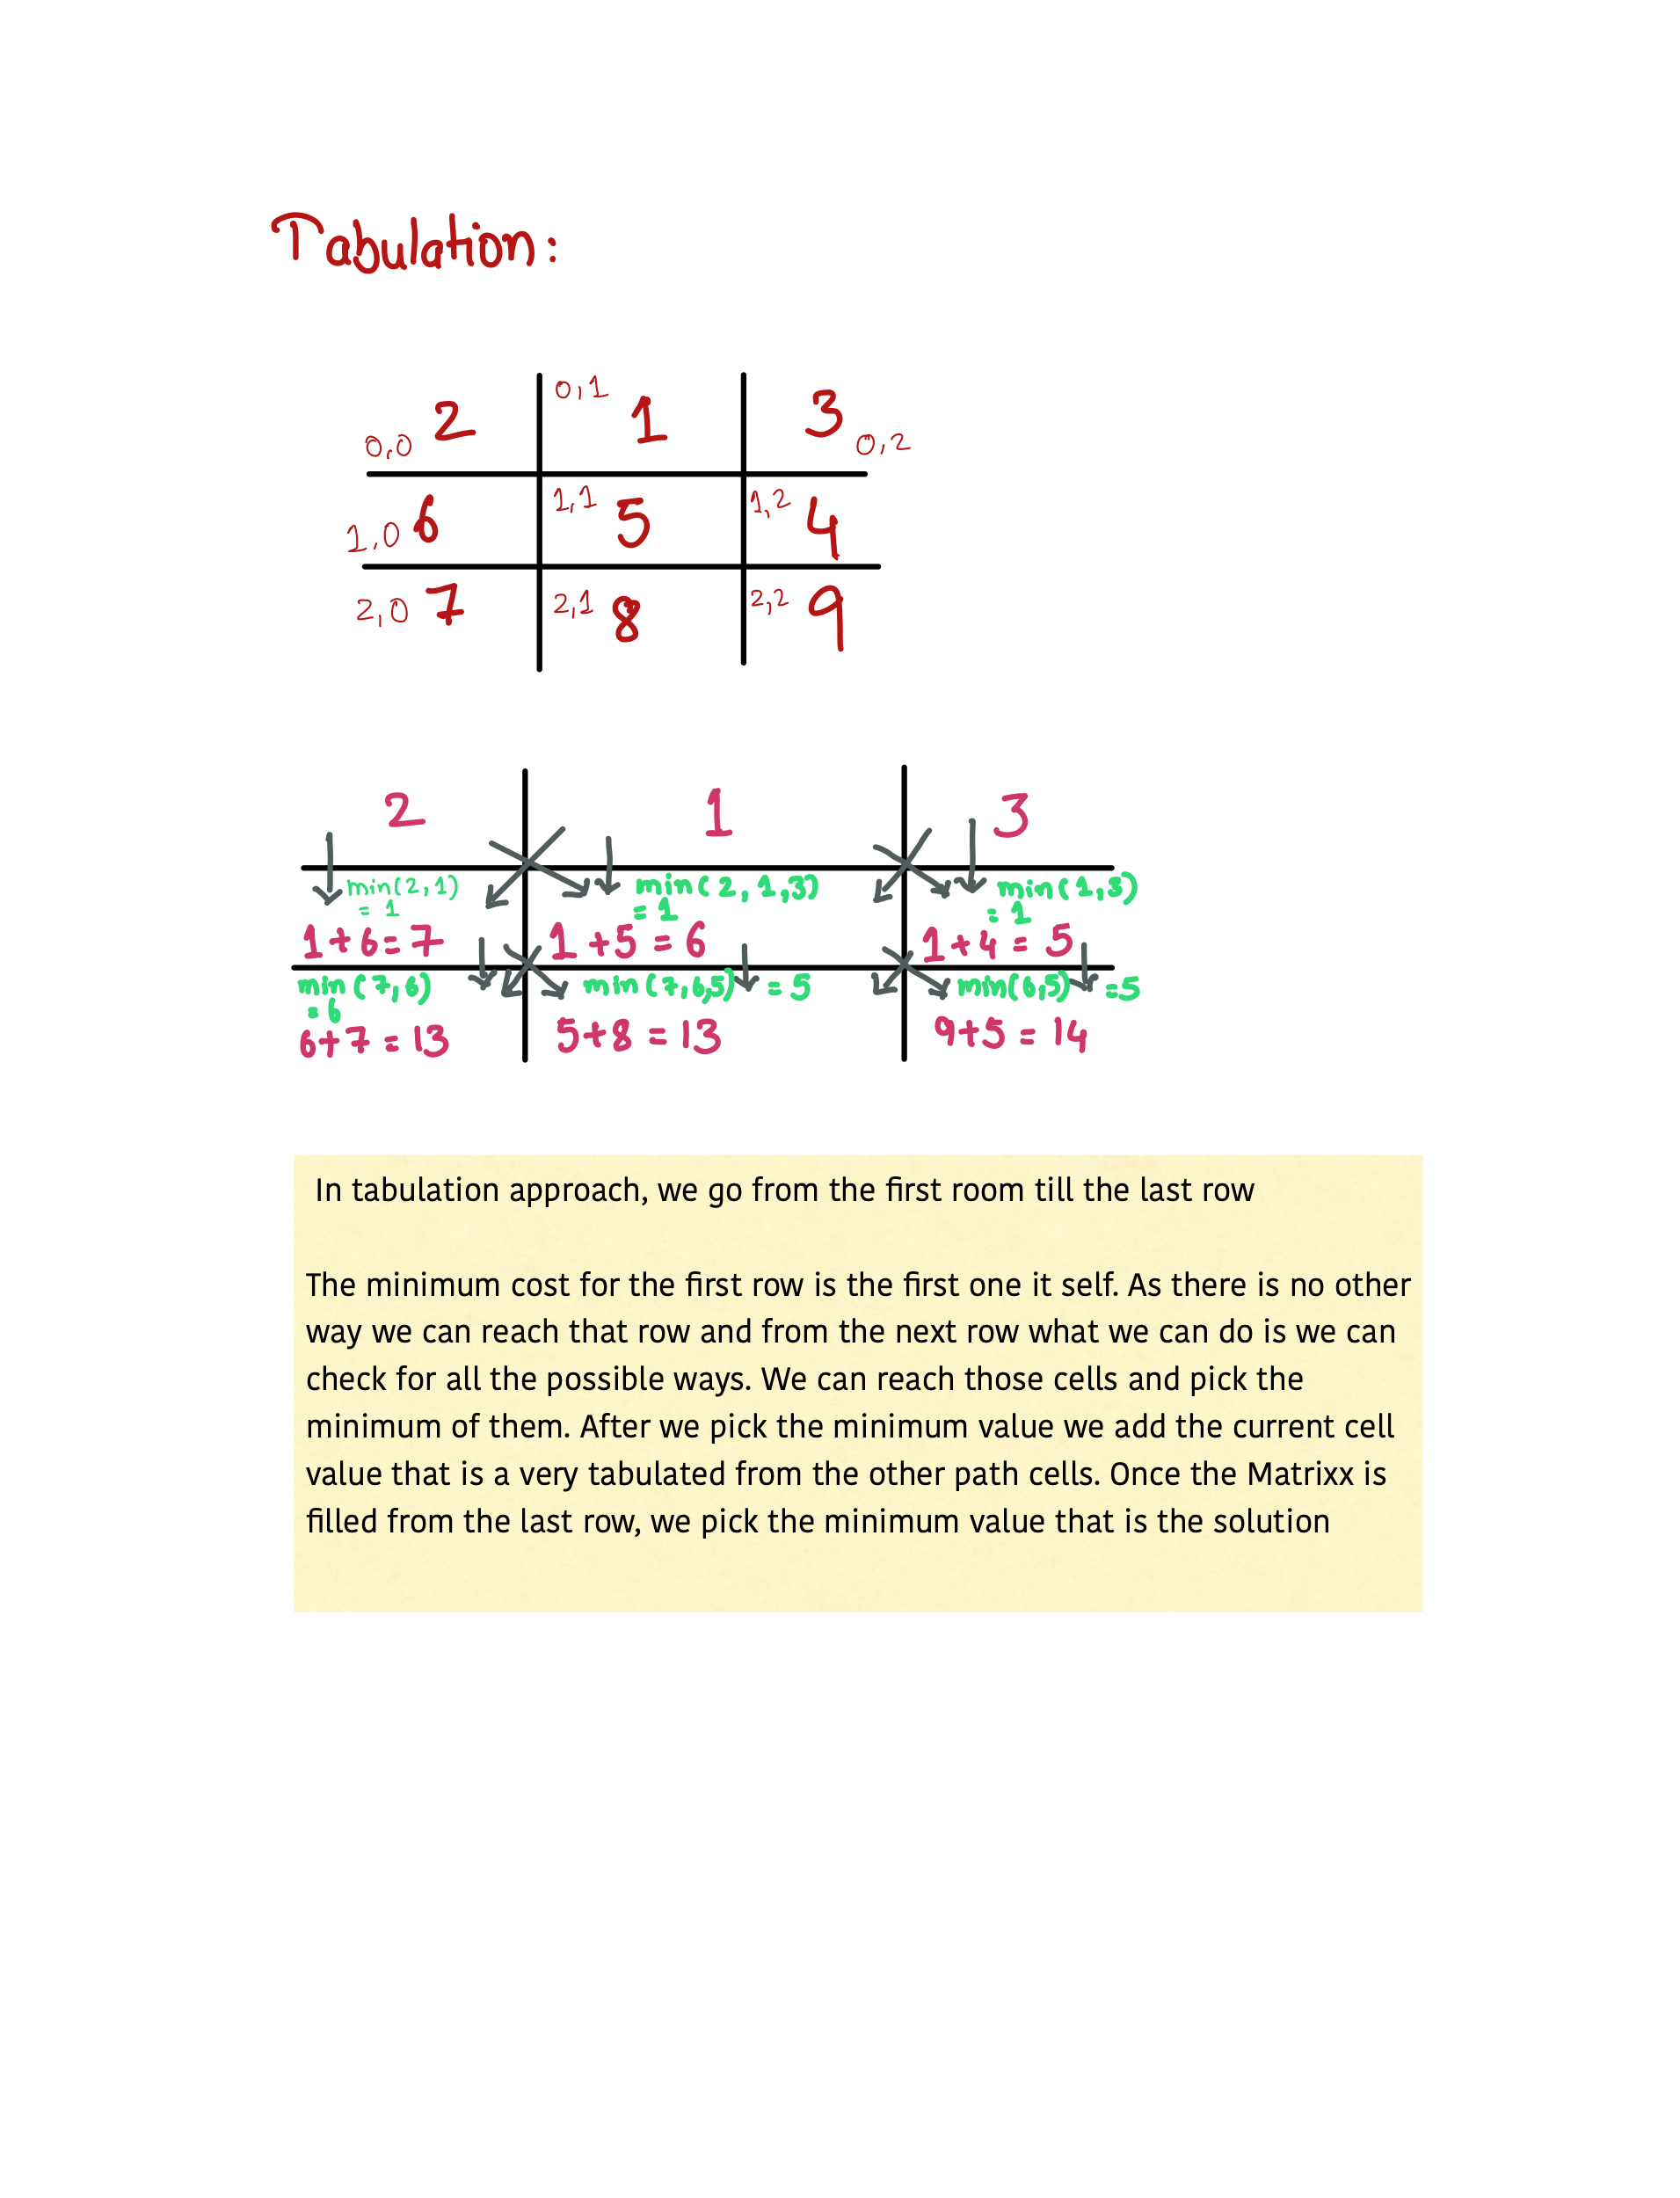 Tabulation:
0,0 2 0,1 1 3 0,2
1,0 6 1,1 5 1,2 4
2,0 7 2,1 8 2,2 9
2 1 3
min(2,1) min(2,1,3) min(1,3)
= 1 = 1 = 1
1+6=7 1+5=6 1+4=5
min(7,6) min(7,6,5) =5 min(6,5) =5
= 6
6+7=13 5+8=13 9+5=14
In tabulation approach, we go from the first room till the last row
The minimum cost for the first row is the first one it self. As there is no other
way we can reach that row and from the next row what we can do is we can
check for all the possible ways. We can reach those cells and pick the
minimum of them. After we pick the minimum value we add the current cell
value that is a very tabulated from the other path cells. Once the Matrixx is
filled from the last row, we pick the minimum value that is the solution